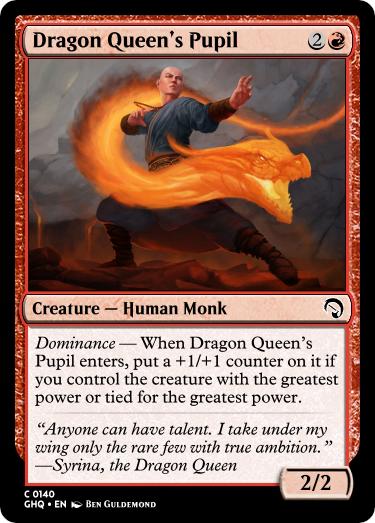 Dragon Queen's Pupil 2
Creature — Human Monk
Dominance — When Dragon Queen's
Pupil enters, put a +1/+1 counter on it if
you control the creature with the greatest
power or tied for the greatest power.
“Anyone can have talent. I take under my
wing only the rare few with true ambition.”
—Syrina, the Dragon Queen
2/2
C 0140
GHQ • EN Ben Guldemond